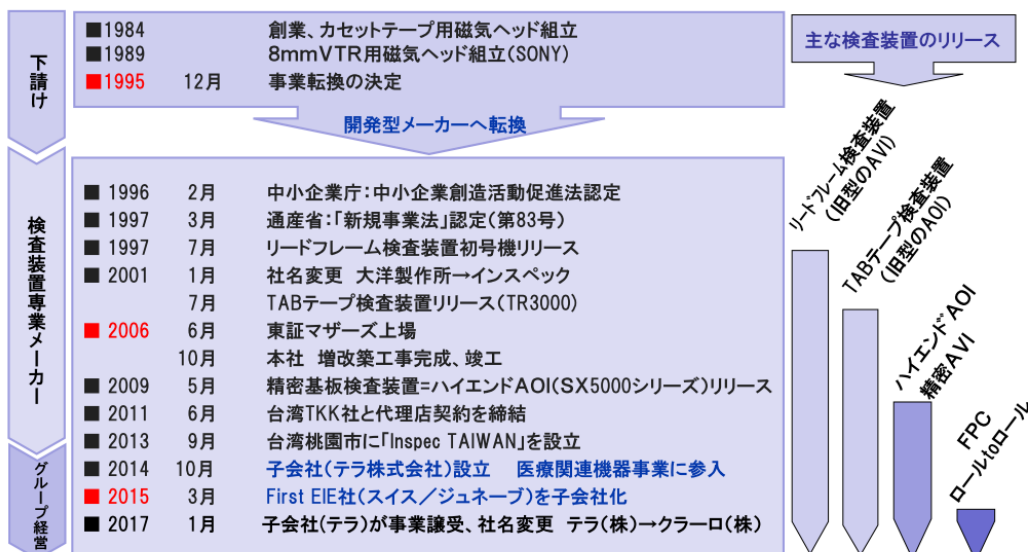 下請け
■1984 創業、カセットテープ用磁気ヘッド組立
■1989 8mmVTR用磁気ヘッド組立(SONY)
■1995 12月 事業転換の決定
開発型メーカーへ転換
検査装置専業メーカー
■ 1996 2月 中小企業庁:中小企業創造活動促進法認定
■ 1997 3月 通産省:「新規事業法」認定(第83号)
■ 1997 7月 リードフレーム検査装置初号機リリース
■ 2001 1月 社名変更 大洋製作所→インスペック
7月 TABテープ検査装置リリース(TR3000)
■ 2006 6月 東証マザーズ上場
10月 本社 増改築工事完成、竣工
■ 2009 5月 精密基板検査装置=ハイエンドAOI(SX5000シリーズ)リリース
■ 2011 6月 台湾TKK社と代理店契約を締結
■ 2013 9月 台湾桃園市に「Inspec TAIWAN」を設立
グループ経営
■ 2014 10月 子会社(テラ株式会社)設立 医療関連機器事業に参入
■ 2015 3月 First EIE社(スイス/ジュネーブ)を子会社化
■ 2017 1月 子会社(テラ)が事業譲受、社名変更 テラ(株)→クラーロ(株)
主な検査装置のリリース
リードフレーム検査装置
(旧型のAVI)
TABテープ検査装置
(旧型のAOI)
ハイエンドAOI
精密AVI
FPC
ロールtoロール